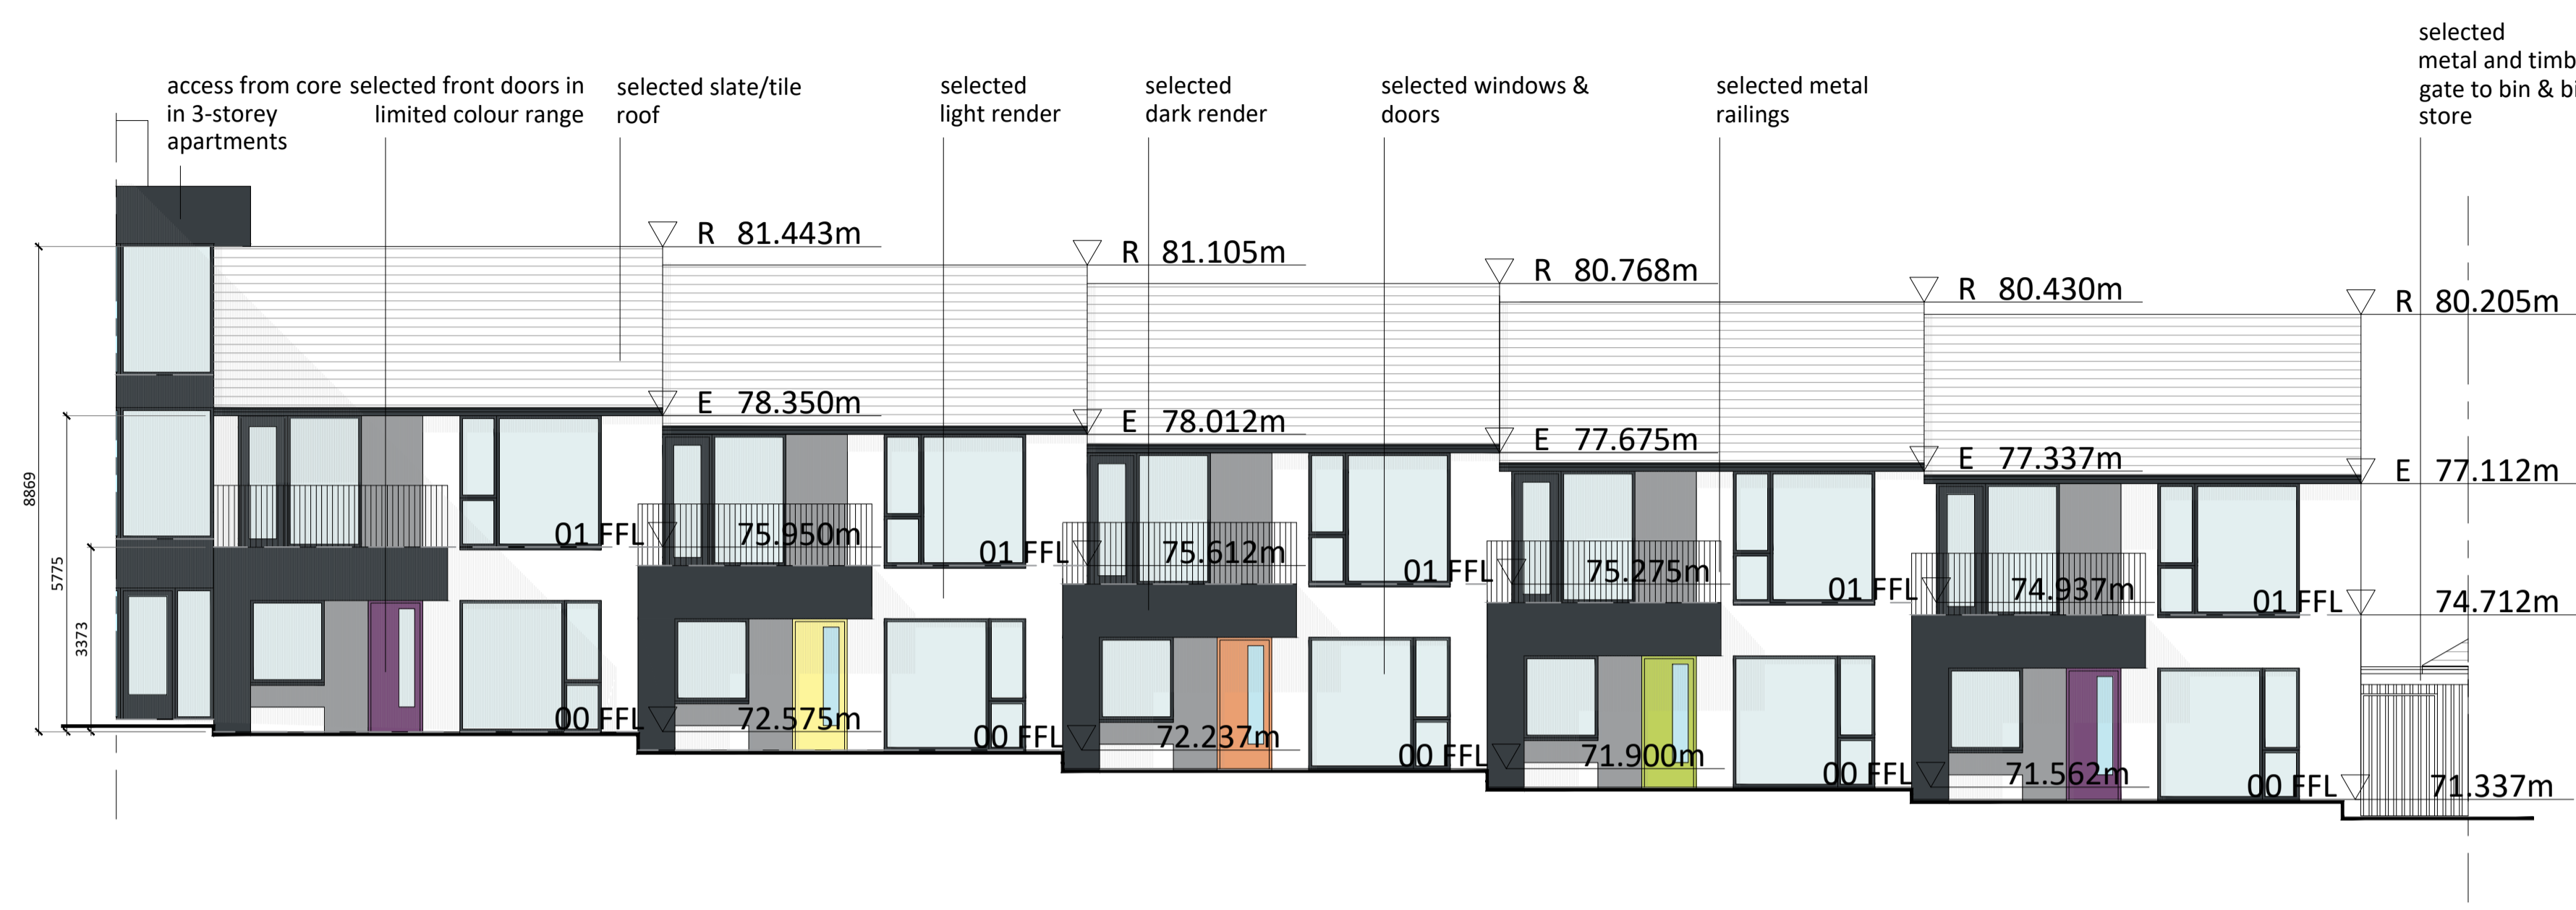 access from core
in 3-storey
apartments
selected front doors in
limited colour range
selected slate/tile
roof
selected
light render
selected
dark render
selected windows &
doors
selected metal
railings
selected
metal and timb
gate to bin & bi
store
R 81.443m
R 81.105m
R 80.768m
R 80.430m
R 80.205m
E 78.350m
E 78.012m
E 77.675m
E 77.337m
E 77.112m
01 FFL 75.950m
01 FFL 75.612m
01 FFL 75.275m
01 FFL 74.937m
01 FFL 74.712m
00 FFL 72.575m
00 FFL 72.237m
00 FFL 71.900m
00 FFL 71.562m
00 FFL 71.337m
8869
5775
3373